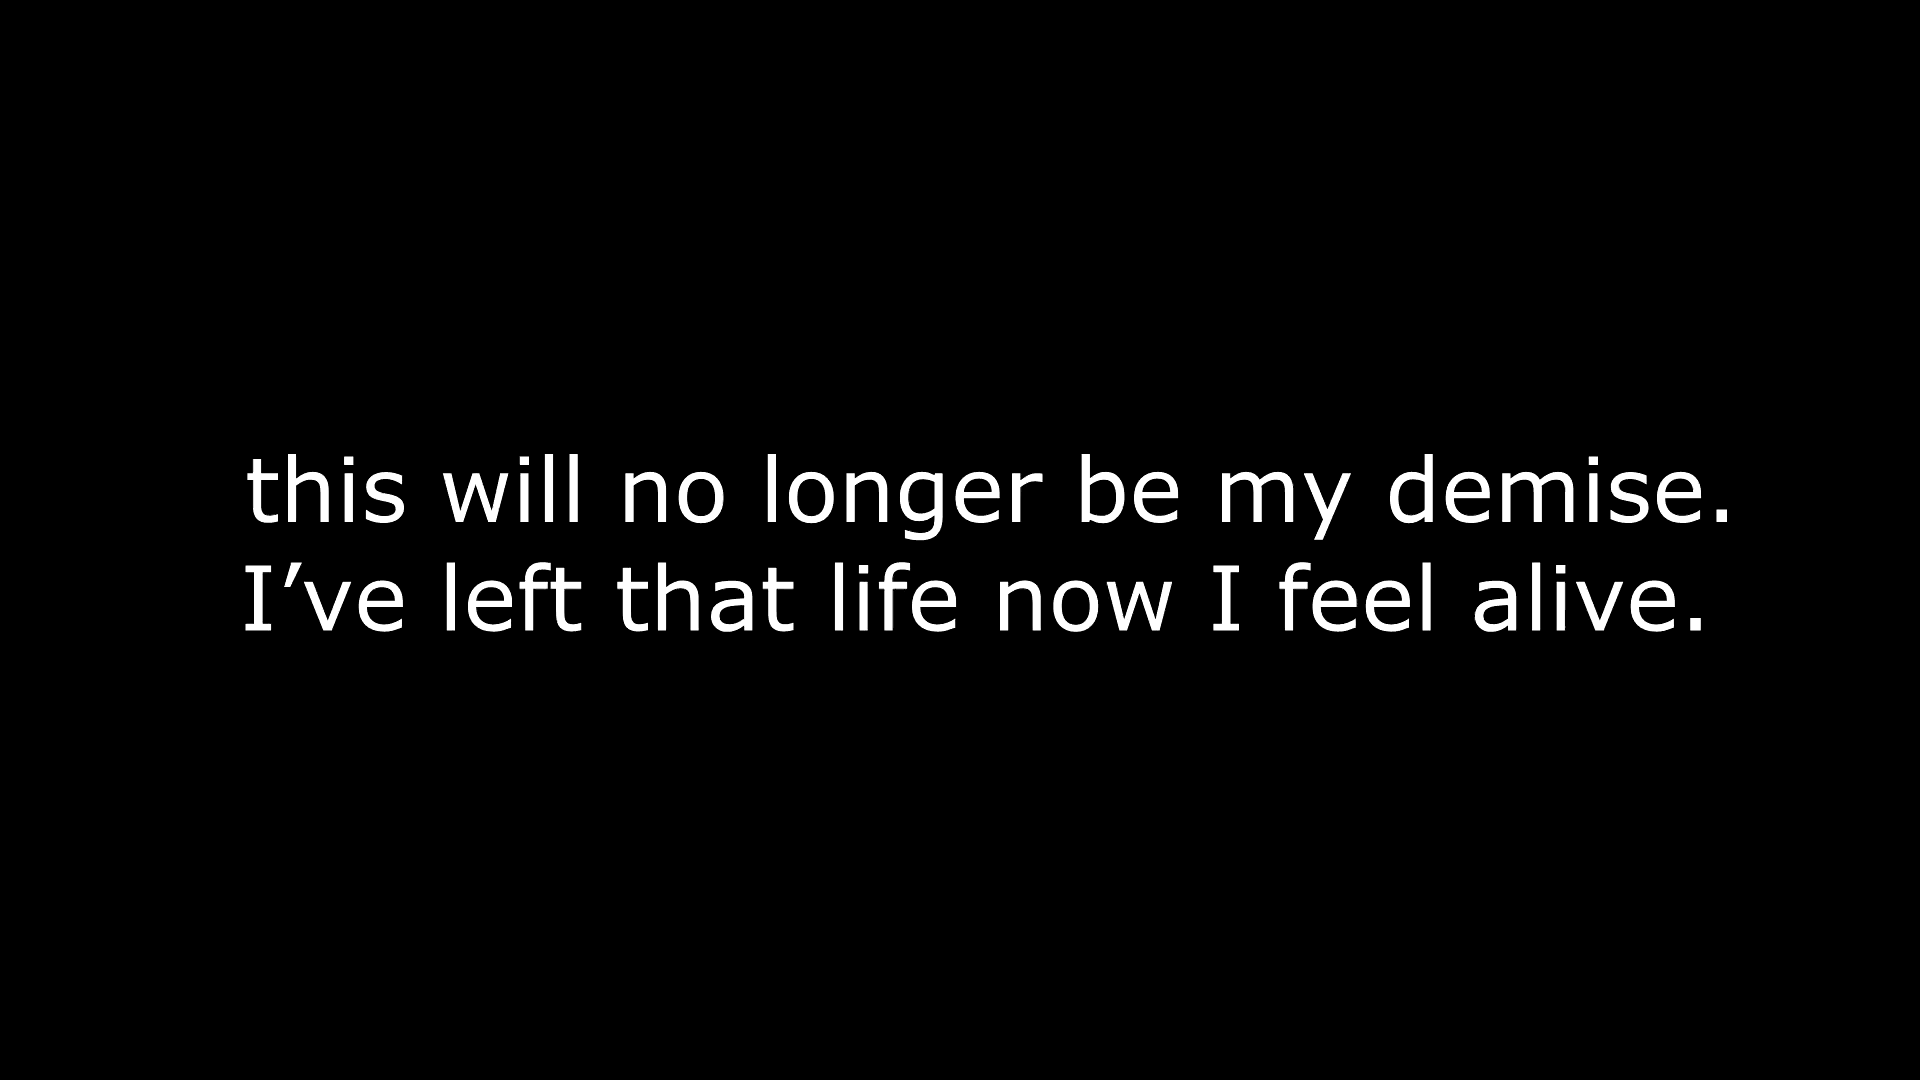 this will no longer be my demise.
I’ve left that life now I feel alive.